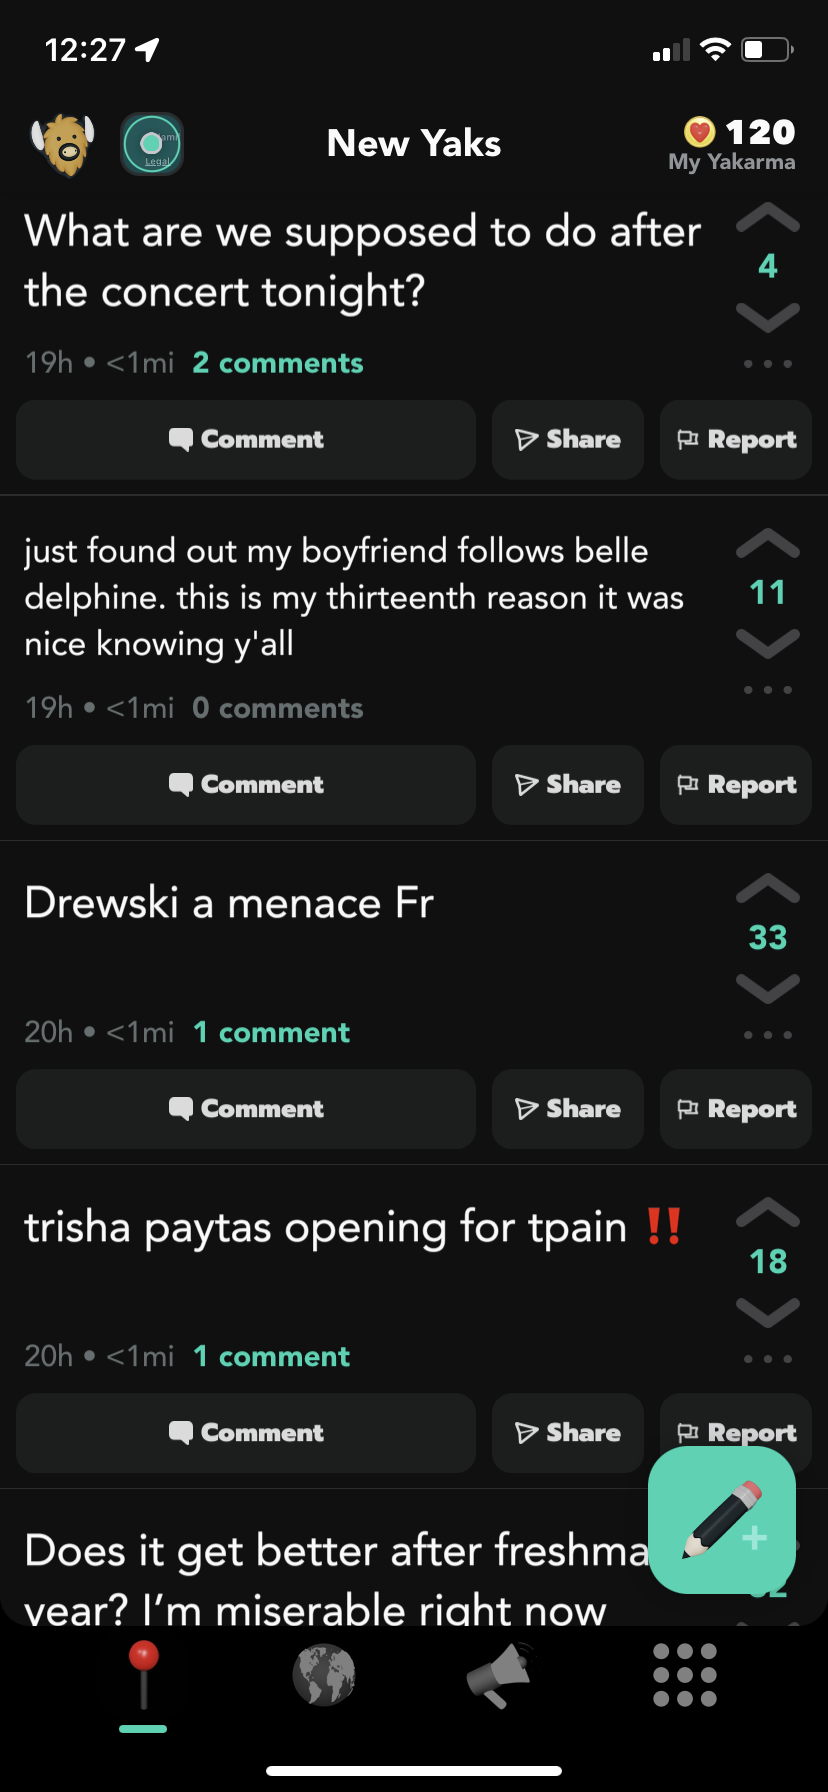 12:27
New Yaks
120
My Yakarma
Legal
What are we supposed to do after
the concert tonight?
4
19h • <1mi 2 comments
Comment
Share
Report
just found out my boyfriend follows belle
delphine. this is my thirteenth reason it was
nice knowing y'all
11
19h • <1mi 0 comments
Comment
Share
Report
Drewski a menace Fr
33
20h • <1mi 1 comment
Comment
Share
Report
trisha paytas opening for tpain ‼️
18
20h • <1mi 1 comment
Comment
Share
Report
Does it get better after freshma
year? I'm miserable right now